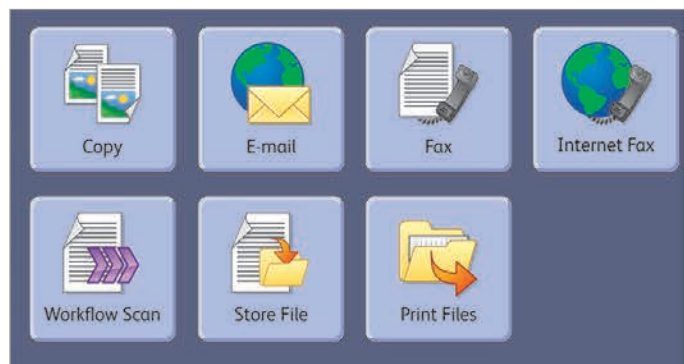 Copy
E-mail
Fax
Internet Fax
Workflow Scan
Store File
Print Files